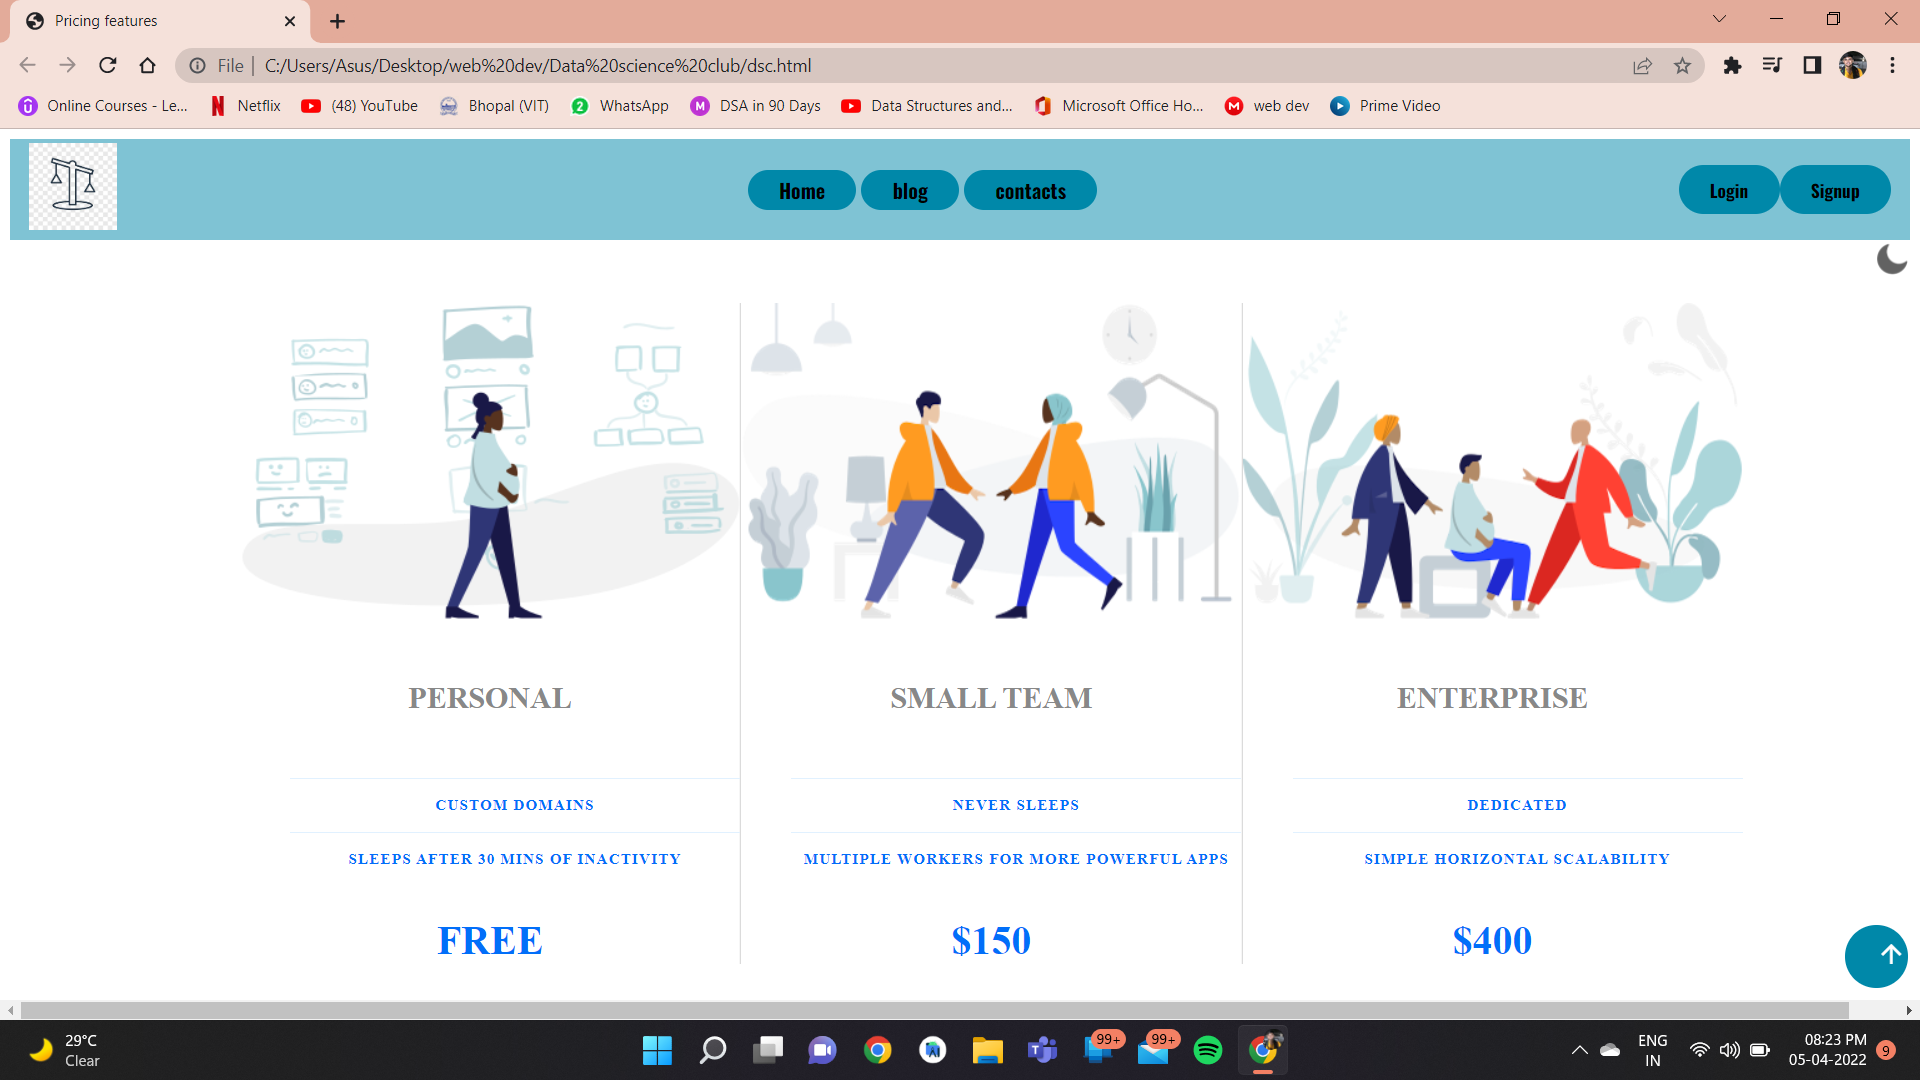 Pricing features
File
C:/Users/Asus/Desktop/web%20dev/Data%20science%20club/dsc.html
Online Courses - Le...
Netflix
(48) YouTube
Bhopal (VIT)
2
WhatsApp
M
DSA in 90 Days
Data Structures and...
Microsoft Office Ho...
M
web dev
Prime Video
Home
blog
contacts
Login
Signup
PERSONAL
SMALL TEAM
ENTERPRISE
CUSTOM DOMAINS
NEVER SLEEPS
DEDICATED
SLEEPS AFTER 30 MINS OF INACTIVITY
MULTIPLE WORKERS FOR MORE POWERFUL APPS
SIMPLE HORIZONTAL SCALABILITY
FREE
$150
$400
29°C
Clear
99+
99+
ENG
IN
08:23 PM
05-04-2022
9